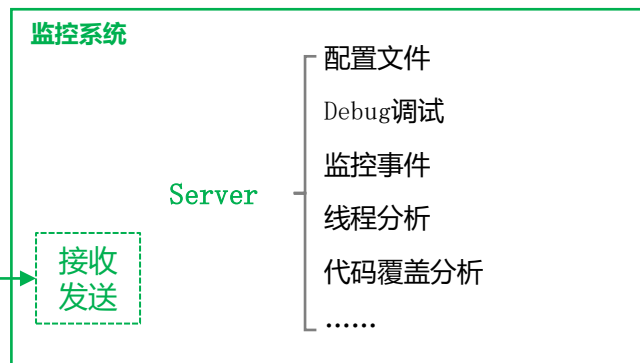 监控系统
配置文件
Debug调试
监控事件
Server
线程分析
接收
发送
代码覆盖分析
……